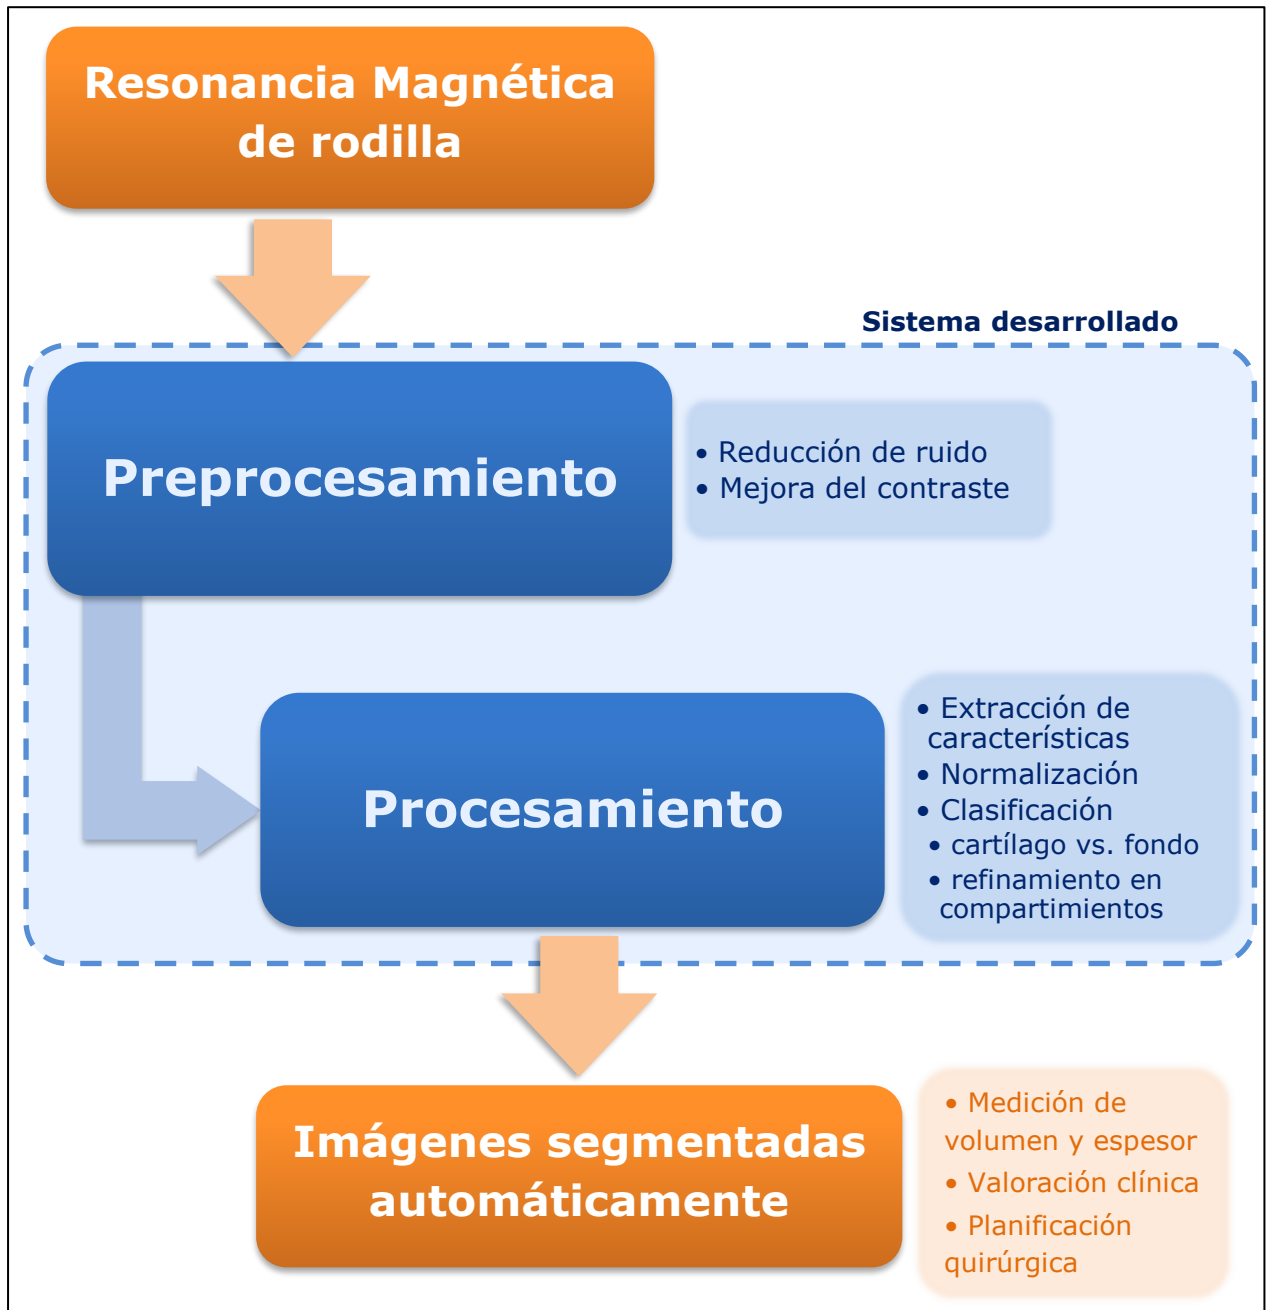 Resonancia Magnética
de rodilla
Sistema desarrollado
Preprocesamiento
• Reducción de ruido
• Mejora del contraste
Procesamiento
• Extracción de
características
• Normalización
• Clasificación
• cartílago vs. fondo
• refinamiento en
compartimientos
Imágenes segmentadas
automáticamente
• Medición de
volumen y espesor
• Valoración clínica
• Planificación
quirúrgica